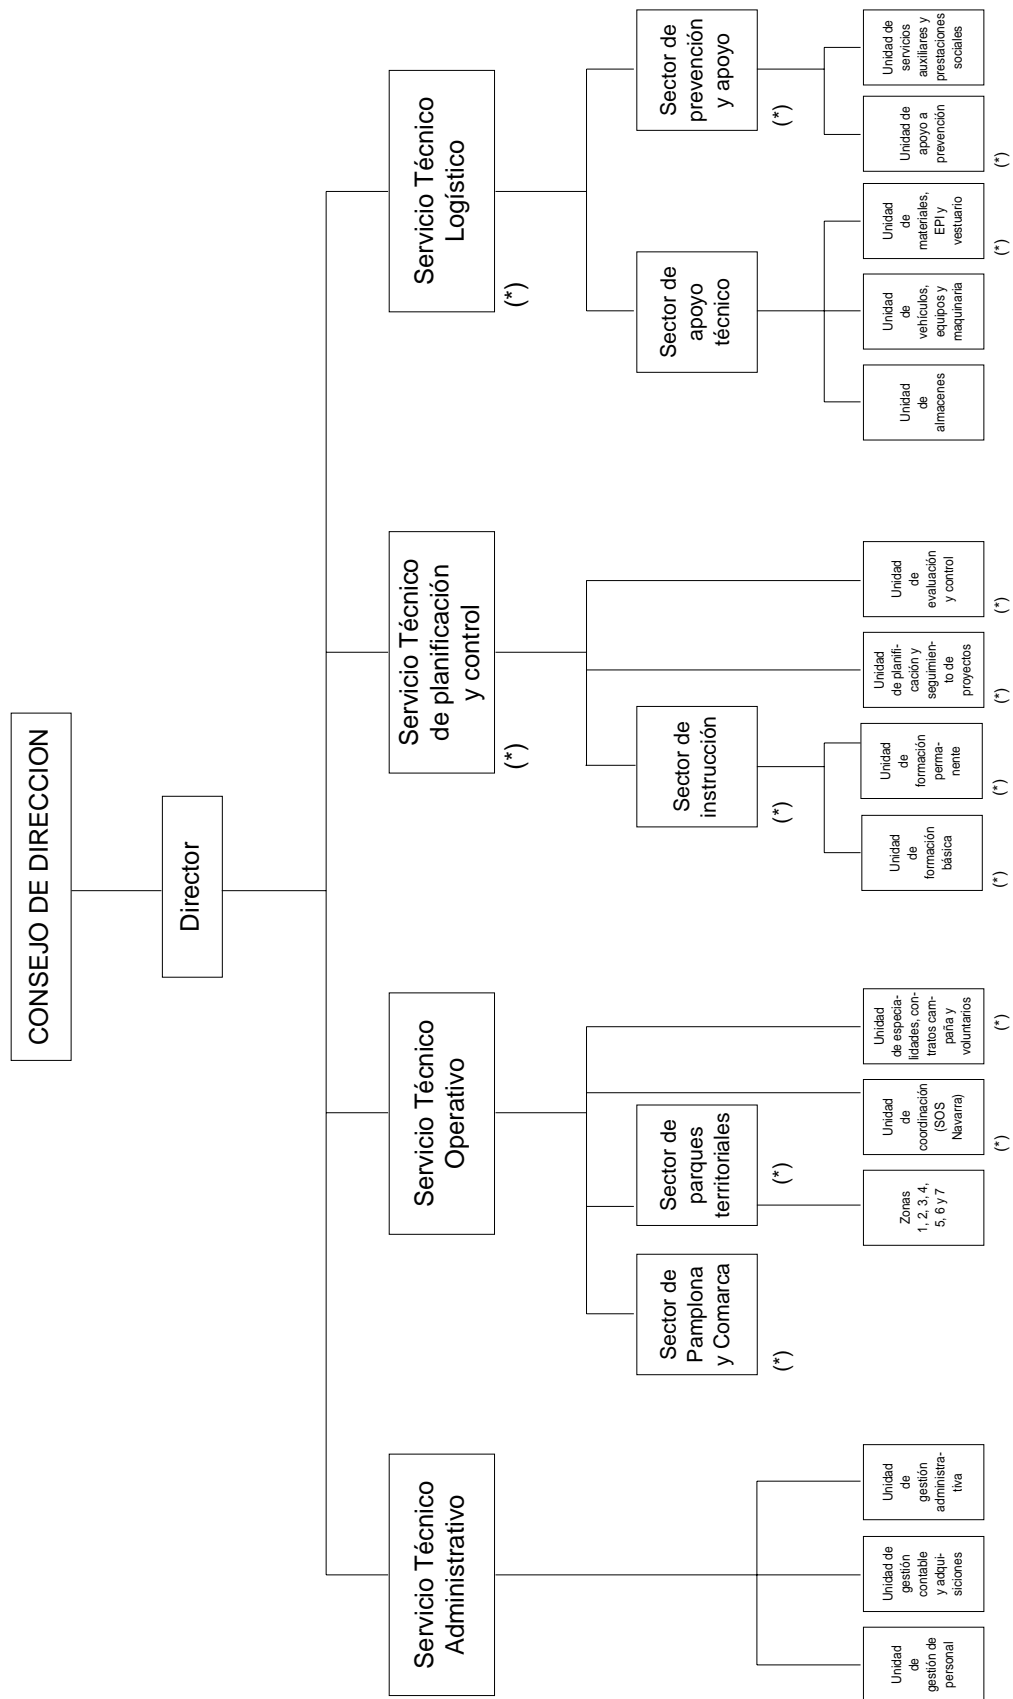 CONSEJO DE DIRECCION
Director
Servicio Técnico
Administrativo
Servicio Técnico
Operativo
Servicio Técnico
de planificación
y control
(*)
Servicio Técnico
Logístico
(*)
Sector de
Pamplona
y Comarca
(*)
Sector de
parques
territoriales
(*)
Sector de
instrucción
(*)
Sector de
apoyo
técnico
Sector de
prevención
y apoyo
(*)
Unidad
de
gestión de
personal
Unidad de
gestión
contable
y adqui-
siciones
Unidad
de
gestión
administra-
tiva
Zonas
1, 2, 3, 4,
5, 6 y 7
Unidad
de
coordinación
(SOS
Navarra)
(*)
Unidad
de especia-
lidades, con-
tratos cam-
paña y
voluntarios
(*)
Unidad
de
formación
básica
(*)
Unidad
de
formación
perma-
nente
(*)
Unidad
de planifi-
cación y
seguimien-
to de
proyectos
(*)
Unidad
de
evaluación
y control
(*)
Unidad
de
almacenes
Unidad
de
vehículos,
equipos y
maquinaria
Unidad
de
materiales,
EPI y
vestuario
(*)
Unidad de
apoyo a
prevención
(*)
Unidad de
servicios
auxiliares y
prestaciones
sociales